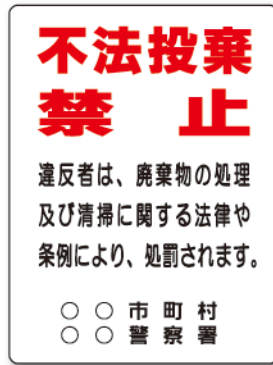 不法投棄
禁止
違反者は、廃棄物の処理
及び清掃に関する法律や
条例により、処罰されます。
○○市町村
○○警察署